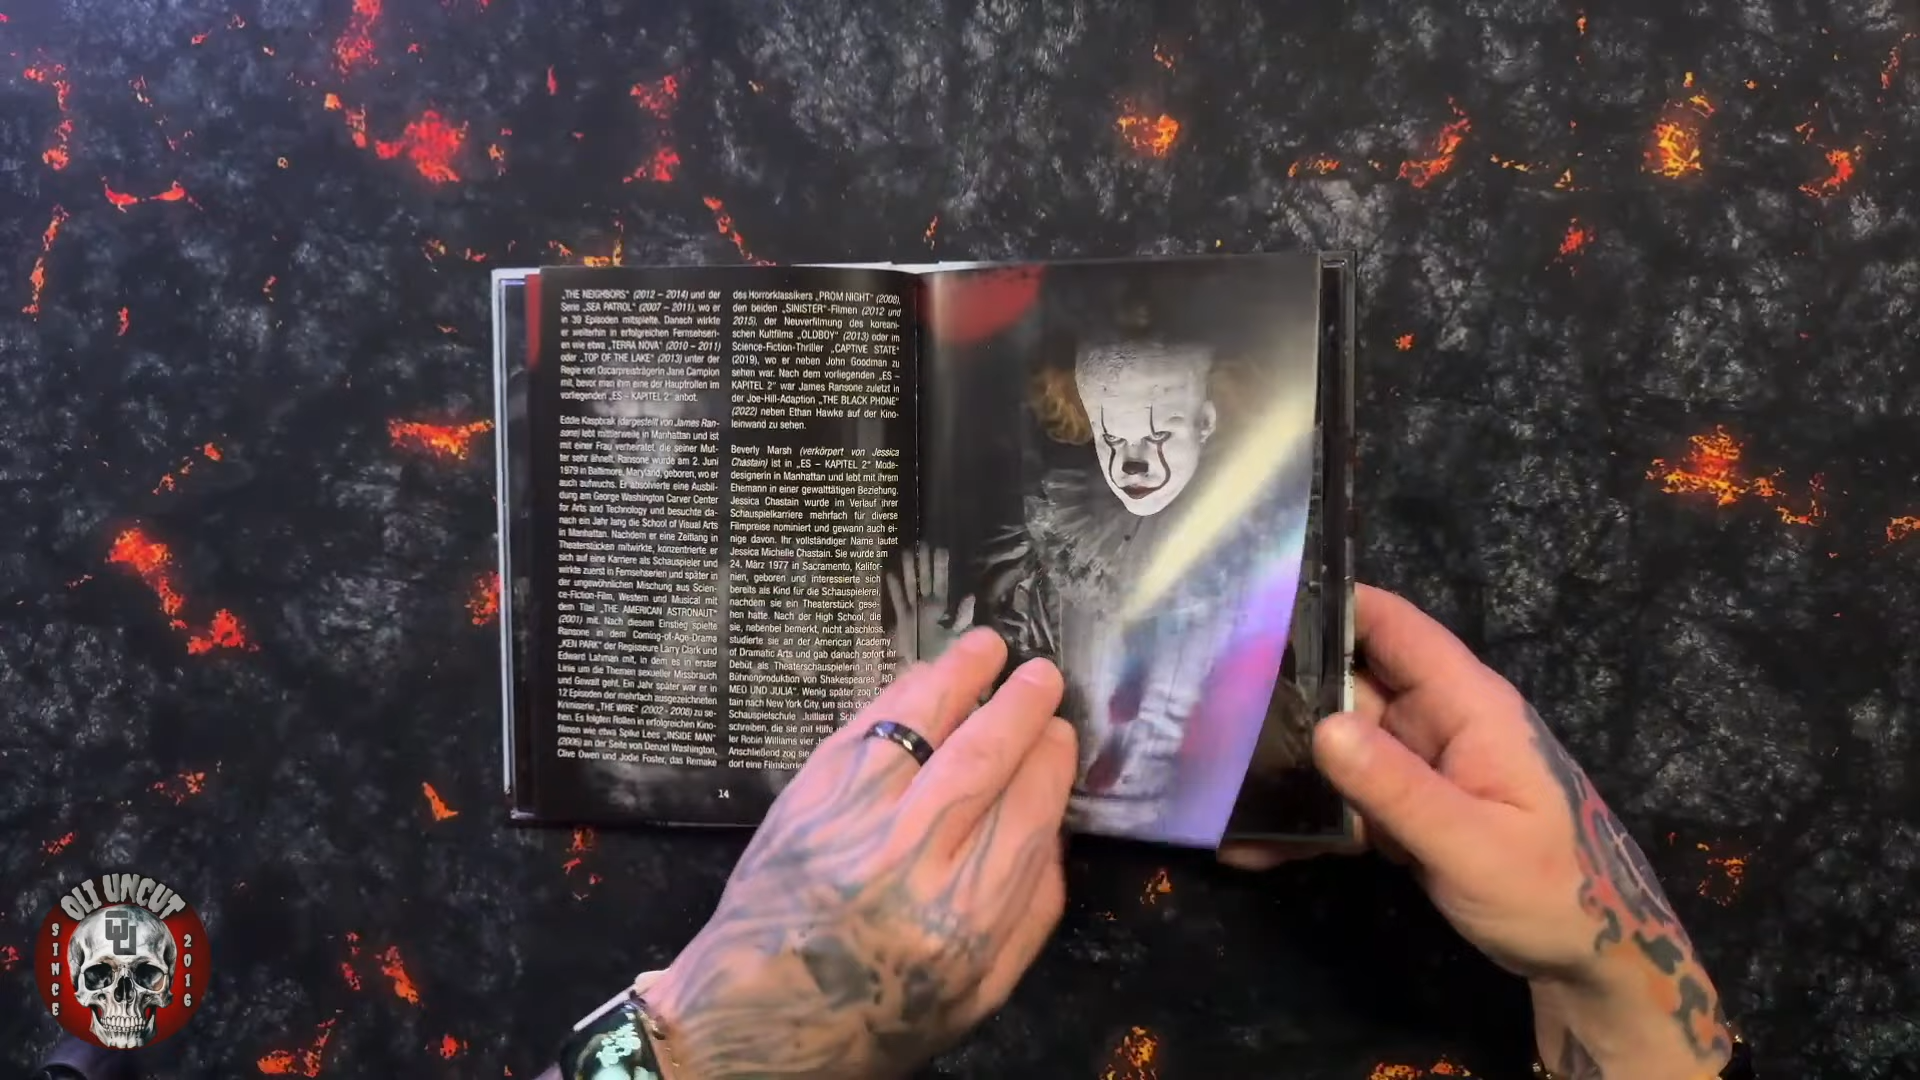 „THE NEIGHBORS“ (2012 – 2014) und der
Serie „SEA PATROL“ (2007 – 2011), wo er
in 39 Episoden mitspielte. Danach wirkte
er weiterhin in erfolgreichen Fernsehseri-
en wie etwa „TERRA NOVA“ (2010 – 2011)
oder „TOP OF THE LAKE“ (2013) unter der
Regie von Oscarpreisträgerin Jane Campion
mit, bevor man ihm eine der Hauptrollen im
vorliegenden „ES – KAPITEL 2“ anbot.
Eddie Kaspbrak (dargestellt von James Ran-
sone) lebt mittlerweile in Manhattan und ist
mit einer Frau verheiratet, die seiner Mut-
ter sehr ähnelt. Ransone wurde am 2. Juni
1979 in Baltimore, Maryland, geboren, wo er
auch aufwuchs. Er absolvierte eine Ausbil-
dung am George Washington Carver Center
for Arts and Technology und besuchte da-
nach ein Jahr lang die School of Visual Arts
in Manhattan. Nachdem er eine Zeitlang in
Theaterstücken mitwirkte, konzentrierte er
sich auf eine Karriere als Schauspieler und
wirkte zuerst in Fernsehserien und später in
der ungewöhnlichen Mischung aus Scien-
ce-Fiction-Film, Western und Musical mit
dem Titel „THE AMERICAN ASTRONAUT“
(2001) mit. Nach diesem Einstieg spielte
Ransone in dem Coming-of-Age-Drama
„KEN PARK“ der Regisseure Larry Clark und
Edward Lahman mit, in dem es in erster
Linie um die Themen sexueller Missbrauch
und Gewalt geht. Ein Jahr später war er in
12 Episoden der mehrfach ausgezeichneten
Krimiserie „THE WIRE“ (2002 - 2008) zu se-
hen. Es folgten Rollen in erfolgreichen Kino-
filmen wie etwa Spike Lees „INSIDE MAN“
(2006) an der Seite von Denzel Washington,
Clive Owen und Jodie Foster, das Remake
des Horrorklassikers „PROM NIGHT“ (2008),
den beiden „SINISTER“-Filmen (2012 und
2015), der Neuverfilmung des koreani-
schen Kultfilms „OLDBOY“ (2013) oder im
Science-Fiction-Thriller „CAPTIVE STATE“
(2019), wo er neben John Goodman zu
sehen war. Nach dem vorliegenden „ES –
KAPITEL 2“ war James Ransone zuletzt in
der Joe-Hill-Adaption „THE BLACK PHONE“
(2022) neben Ethan Hawke auf der Kino-
leinwand zu sehen.
Beverly Marsh (verkörpert von Jessica
Chastain) ist in „ES – KAPITEL 2“ Mode-
designerin in Manhattan und lebt mit ihrem
Ehemann in einer gewalttätigen Beziehung.
Jessica Chastain wurde im Verlauf ihrer
Schauspielkarriere mehrfach für diverse
Filmpreise nominiert und gewann auch ei-
nige davon. Ihr vollständiger Name lautet
Jessica Michelle Chastain. Sie wurde am
24. März 1977 in Sacramento, Kalifor-
nien, geboren und interessierte sich
bereits als Kind für die Schauspielerei,
nachdem sie ein Theaterstück gese-
hen hatte. Nach der High School, die
sie, nebenbei bemerkt, nicht abschloss,
studierte sie an der American Academy
of Dramatic Arts und gab danach sofort ihr
Debüt als Theaterschauspielerin in einer
Bühnenproduktion von Shakespeares „RO-
MEO UND JULIA“. Wenig später zog
tain nach New York City, um sich
Schauspielschule Juilliard
schreiben, die sie mit Hilfe
ler Robin Williams vier
Anschließend zog sie
dort eine Filmkarrier
14
OLI UNCUT
SINCE
2016
OU